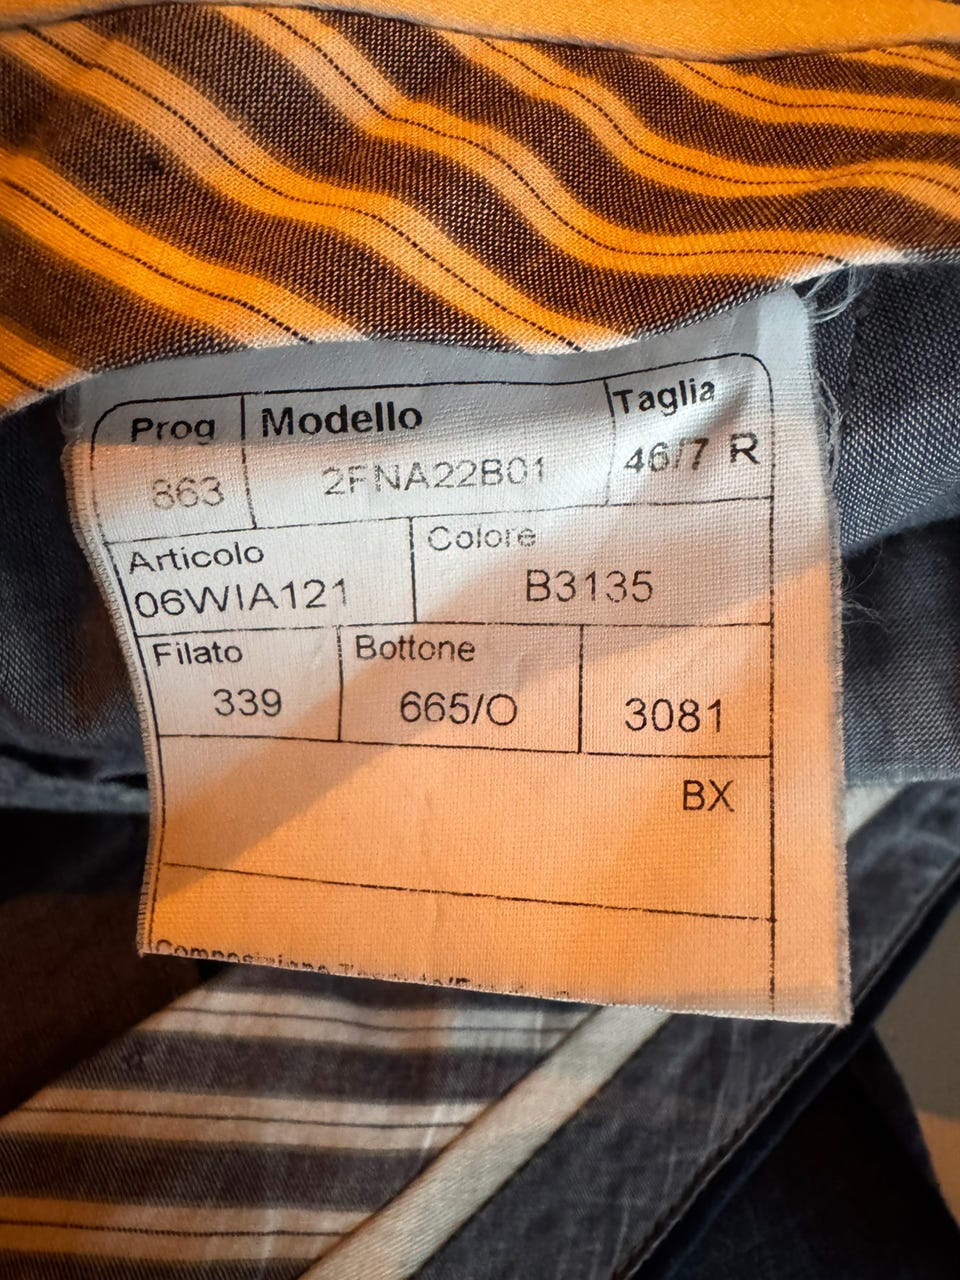 Prog Modello Taglia
863 2FNA22B01 46/7 R
Articolo Colore
06WIA121 B3135
Filato Bottone
339 665/O 3081
BX